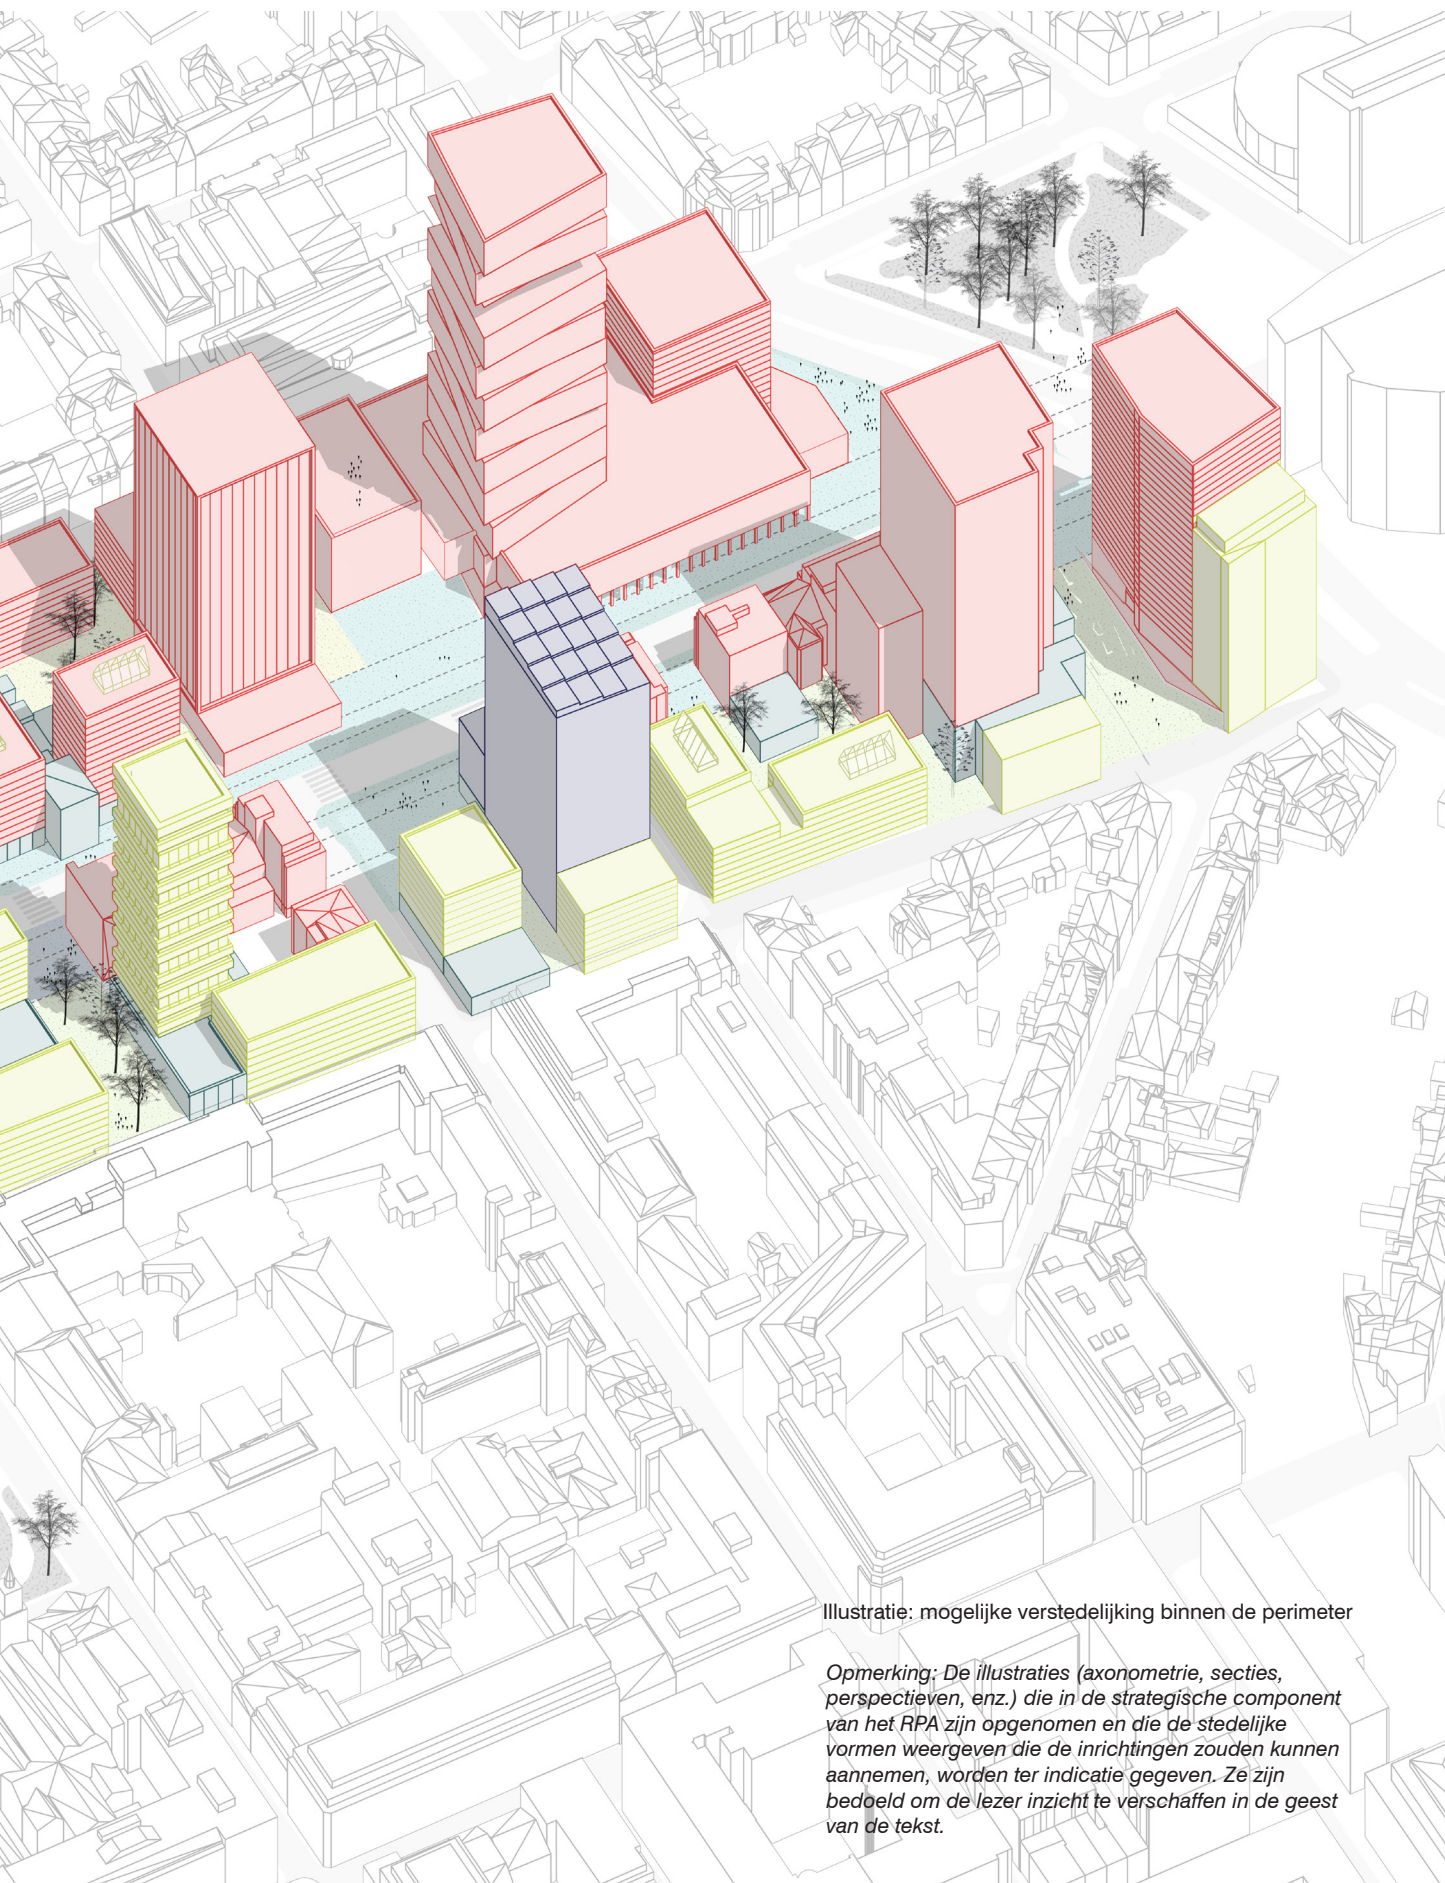 Illustratie: mogelijke verstedelijking binnen de perimeter
Opmerking: De illustraties (axonometrie, secties,
perspectieven, enz.) die in de strategische component
van het RPA zijn opgenomen en die de stedelijke
vormen weergeven die de inrichtingen zouden kunnen
aannemen, worden ter indicatie gegeven. Ze zijn
bedoeld om de lezer inzicht te verschaffen in de geest
van de tekst.